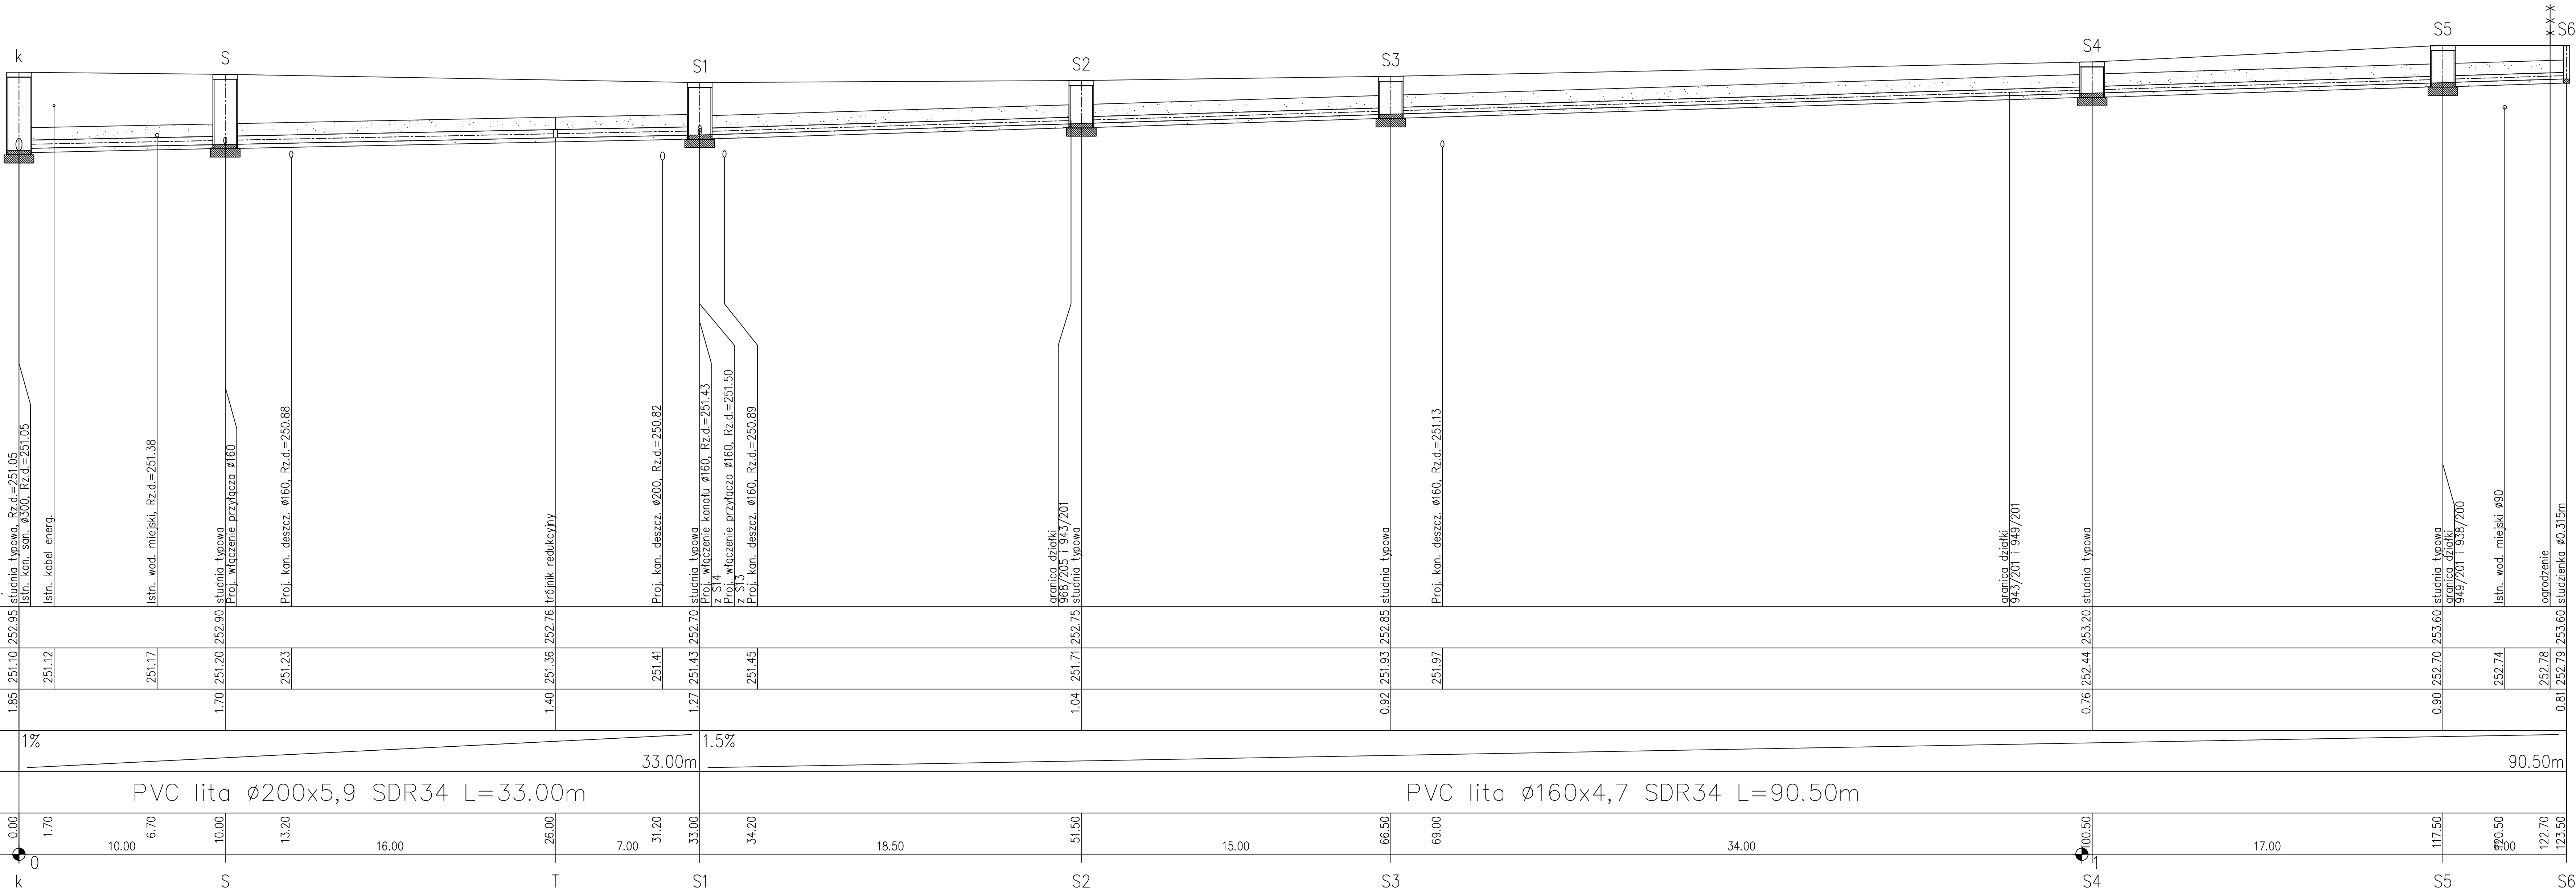 k
S
S1
S2
S3
S4
S5
S6
studnia typowa, Rz.d.=251.05
Istn. kan. san. ø300, Rz.d.=251.05
Istn. kabel energ.
Istn. wod. miejski, Rz.d.=251.38
studnia typowa
Proj. włączenie przyłącza ø160
Proj. kan. deszcz. ø160, Rz.d.=250.88
trójnik redukcyjny
Proj. kan. deszcz. ø200, Rz.d.=250.82
studnia typowa
Proj. włączenie kanału ø160, Rz.d.=251.43
z S14
Proj. włączenie przyłącza ø160, Rz.d.=251.50
z S13
Proj. kan. deszcz. ø160, Rz.d.=250.89
granica działki
968/205 i 943/201
studnia typowa
studnia typowa
Proj. kan. deszcz. ø160, Rz.d.=251.13
granica działki
943/201 i 949/201
studnia typowa
studnia typowa
granica działki
949/201 i 938/200
Istn. wod. miejski ø90
ogrodzenie
studzienka ø0.315m
252.95 252.90 252.76 252.70 252.75 252.85 253.20 253.60 253.60
251.10 251.12 251.17 251.20 251.23 251.36 251.41 251.43 251.45 251.71 251.93 251.97 252.44 252.70 252.74 252.78 252.79
1.85 1.70 1.40 1.27 1.04 0.92 0.76 0.90 0.81
1% 1.5%
33.00m 90.50m
PVC lita ø200x5,9 SDR34 L=33.00m
PVC lita ø160x4,7 SDR34 L=90.50m
0.00 1.70 6.70 10.00 13.20 26.00 31.20 33.00 34.20 51.50 66.50 69.00 100.50 117.50 120.50 122.70 123.50
10.00 16.00 7.00 18.50 15.00 34.00 17.00 6.00
0 1
k S T S1 S2 S3 S4 S5 S6